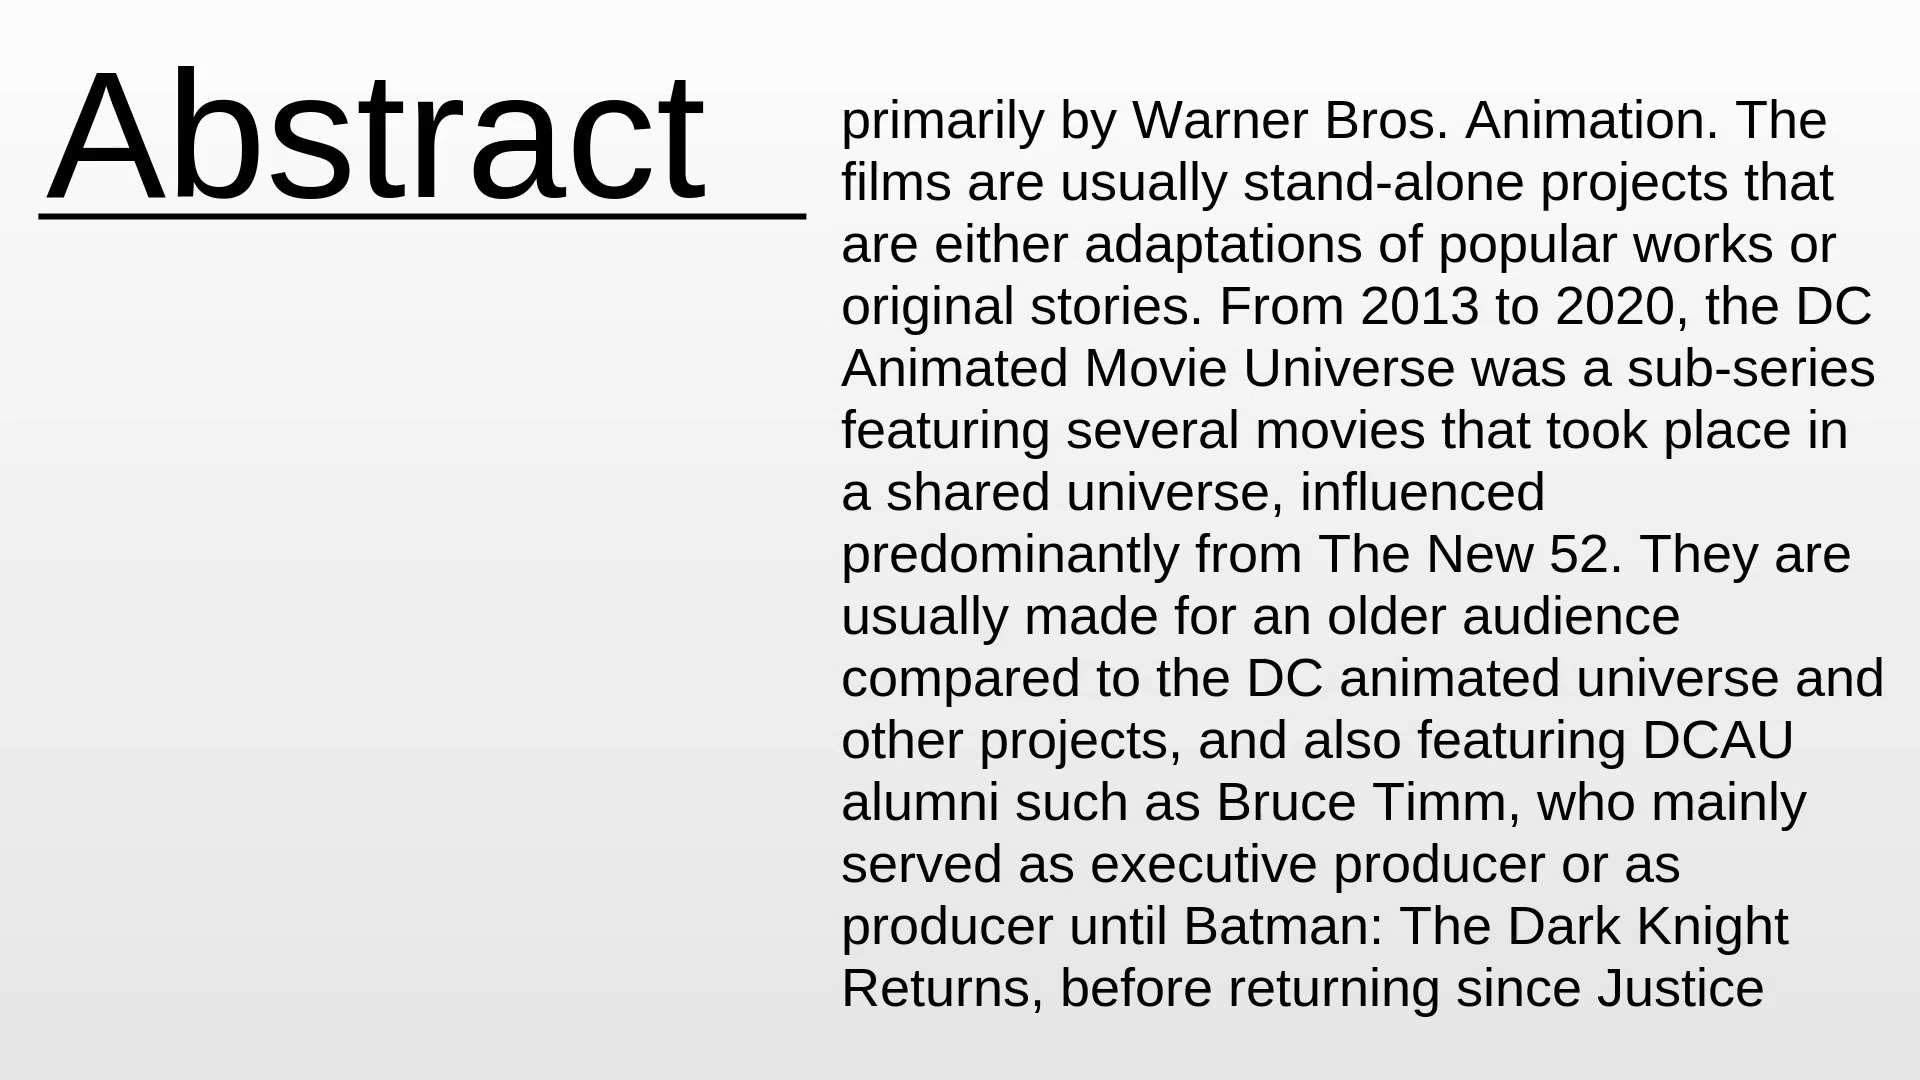 Abstract
primarily by Warner Bros. Animation. The
films are usually stand-alone projects that
are either adaptations of popular works or
original stories. From 2013 to 2020, the DC
Animated Movie Universe was a sub-series
featuring several movies that took place in
a shared universe, influenced
predominantly from The New 52. They are
usually made for an older audience
compared to the DC animated universe and
other projects, and also featuring DCAU
alumni such as Bruce Timm, who mainly
served as executive producer or as
producer until Batman: The Dark Knight
Returns, before returning since Justice